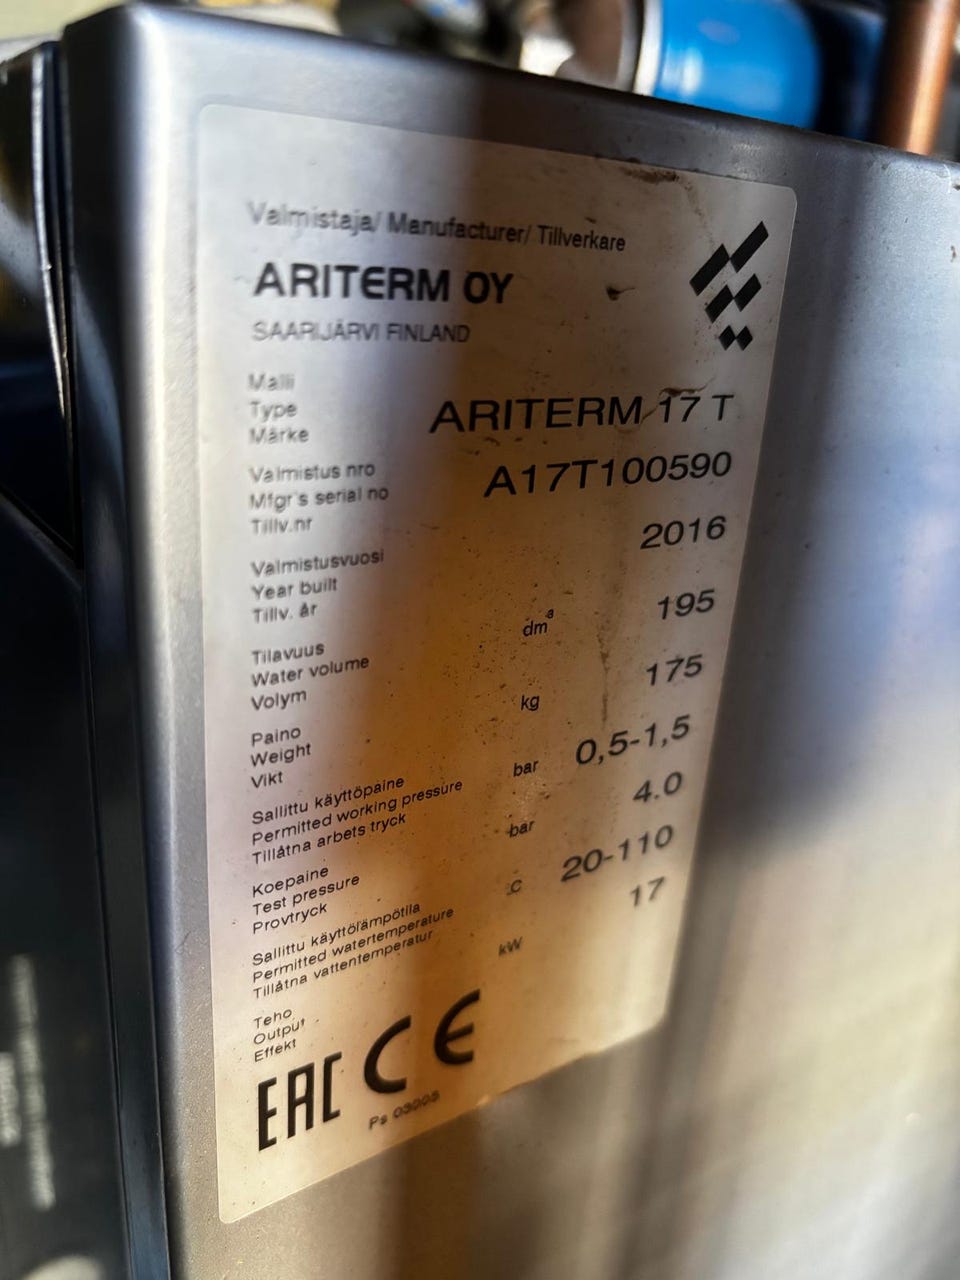 Valmistaja/ Manufacturer/ Tillverkare
ARITERM OY
SAARIJÄRVI FINLAND
Malli
Type
Märke
ARITERM 17 T
Valmistus nro
Mfgr's serial no
Tillv.nr
A17T100590
Valmistusvuosi
Year built
Tillv. år
2016
Tilavuus
Water volume
Volym
dm³ 195
Paino
Weight
Vikt
kg 175
Sallittu käyttöpaine
Permitted working pressure
Tillåtna arbets tryck
bar 0,5-1,5
Koepaine
Test pressure
Provtryck
bar 4.0
Sallittu käyttölämpötila
Permitted watertemperature
Tillåtna vattentemperatur
C 20-110
Teho
Output
Effekt
kW 17
EAC CE
Ps